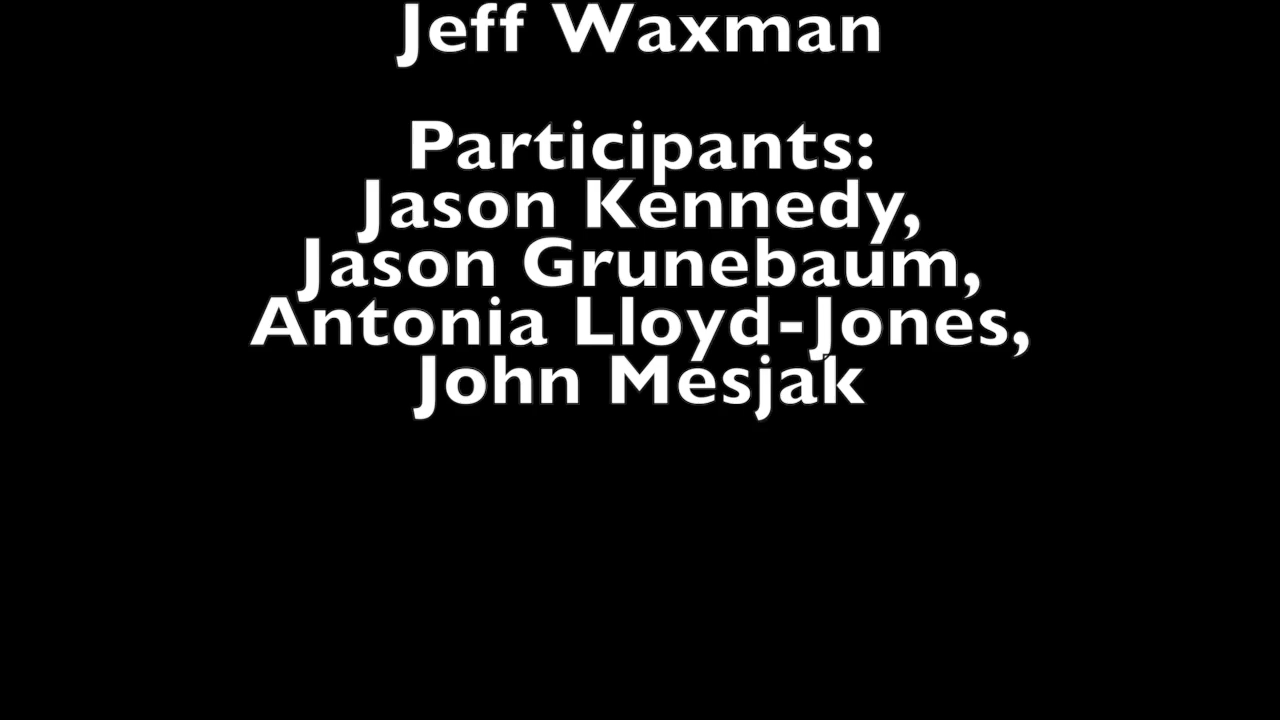 Jeff Waxman
Participants:
Jason Kennedy,
Jason Grunebaum,
Antonia Lloyd-Jones,
John Mesjak